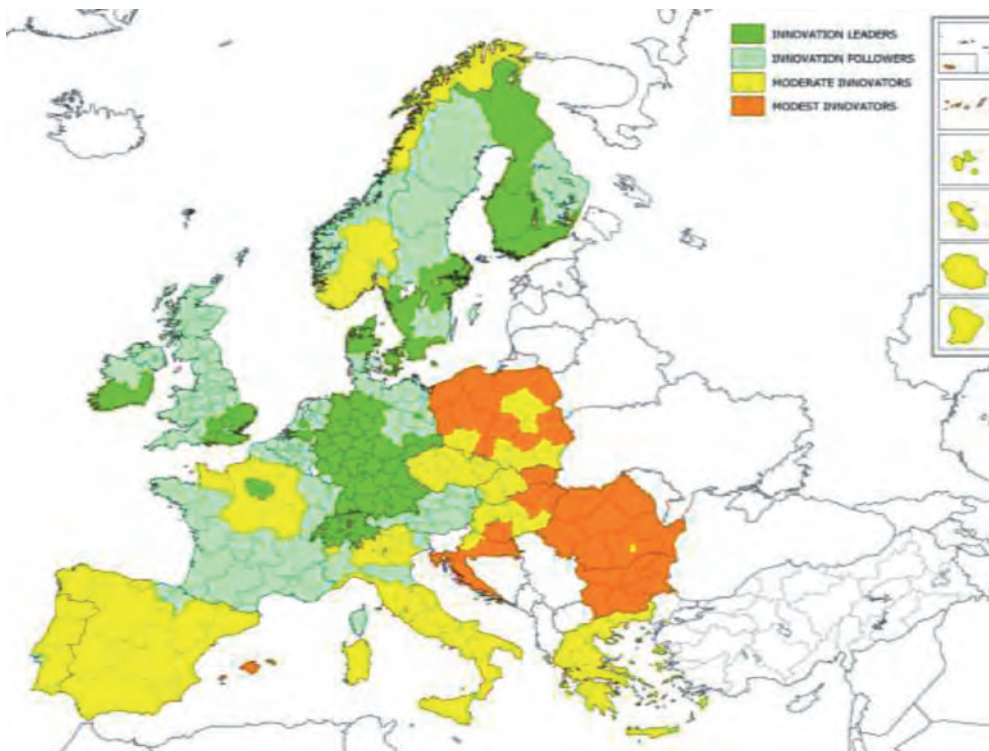 INNOVATION LEADERS
INNOVATION FOLLOWERS
MODERATE INNOVATORS
MODEST INNOVATORS